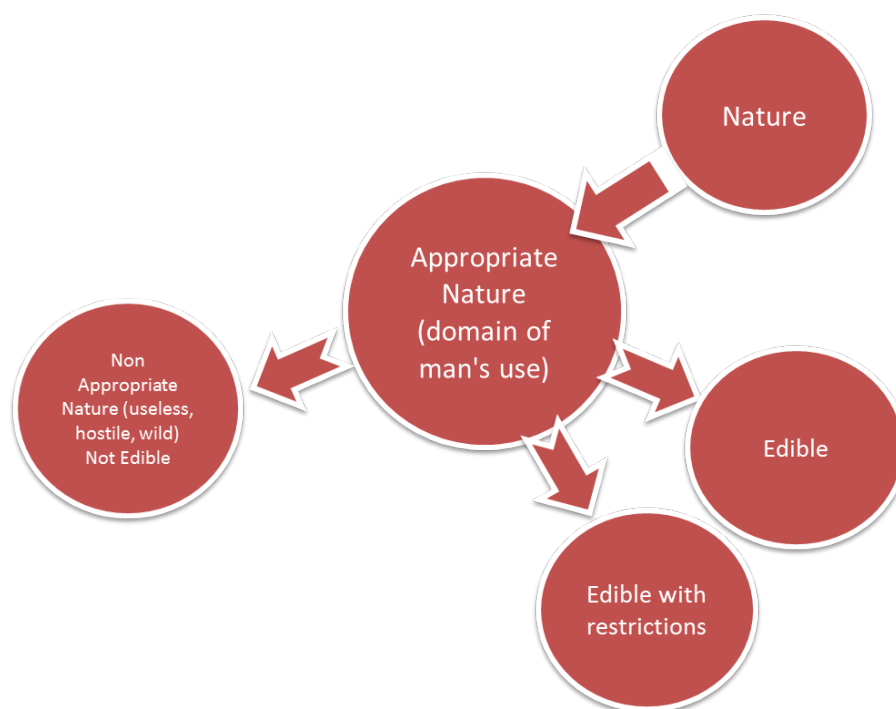 Nature
Appropriate
Nature
(domain of
man's use)
Non
Appropriate
Nature (useless,
hostile, wild)
Not Edible
Edible
Edible with
restrictions